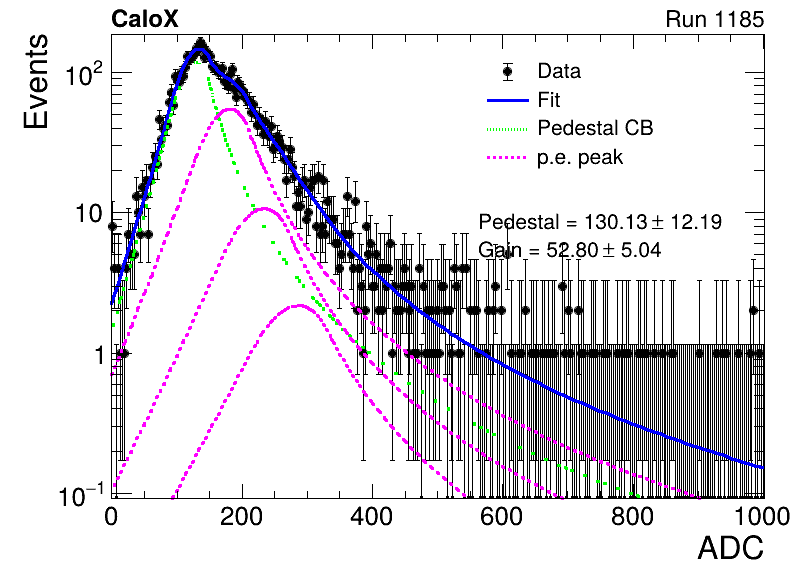 CaloX Run 1185
Events
10²
10
1
10⁻¹
Data
Fit
Pedestal CB
p.e. peak
Pedestal = 130.13 ± 12.19
Gain = 52.80 ± 5.04
0 200 400 600 800 1000
ADC